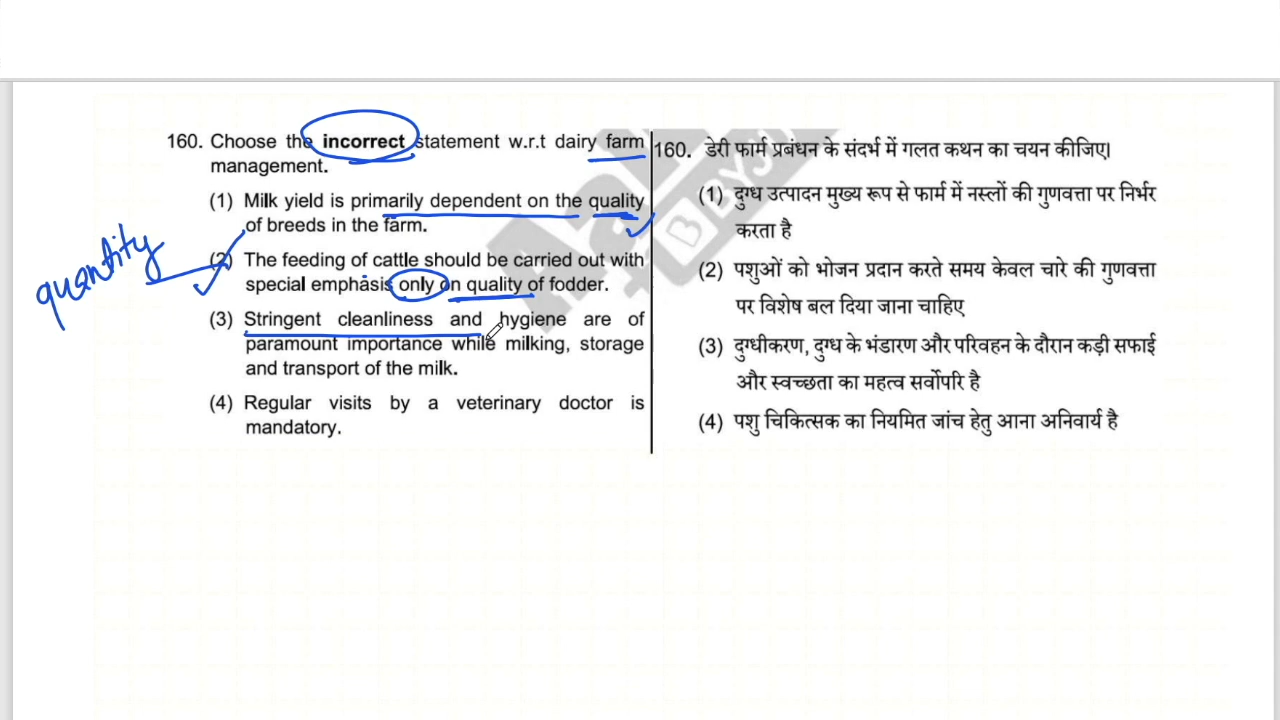 160. Choose the incorrect statement w.r.t dairy farm
management.
(1) Milk yield is primarily dependent on the quality
of breeds in the farm.
quantity
(2) The feeding of cattle should be carried out with
special emphasis only on quality of fodder.
(3) Stringent cleanliness and hygiene are of
paramount importance while milking, storage
and transport of the milk.
(4) Regular visits by a veterinary doctor is
mandatory.
160. डेरी फार्म प्रबंधन के संदर्भ में गलत कथन का चयन कीजिए।
(1) दुग्ध उत्पादन मुख्य रूप से फार्म में नस्लों की गुणवत्ता पर निर्भर
करता है
(2) पशुओं को भोजन प्रदान करते समय केवल चारे की गुणवत्ता
पर विशेष बल दिया जाना चाहिए
(3) दुग्धीकरण, दुग्ध के भंडारण और परिवहन के दौरान कड़ी सफाई
और स्वच्छता का महत्व सर्वोपरि है
(4) पशु चिकित्सक का नियमित जांच हेतु आना अनिवार्य है